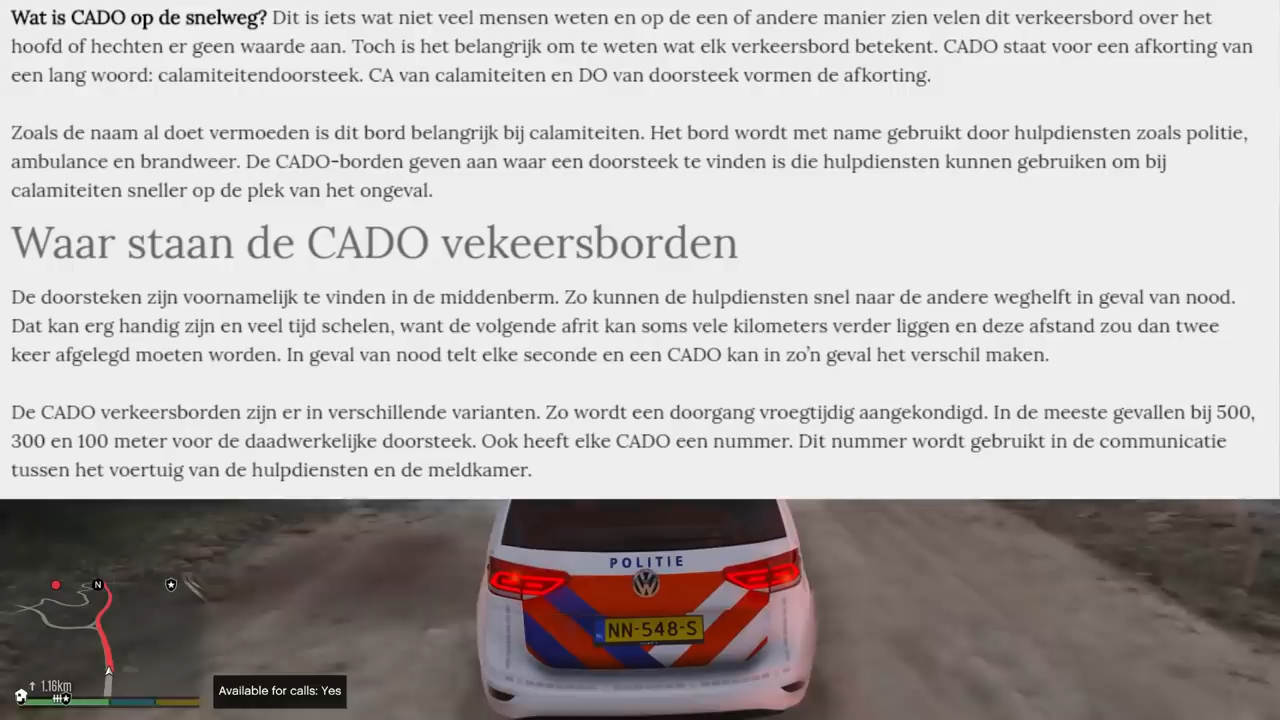 Wat is CADO op de snelweg? Dit is iets wat niet veel mensen weten en op de een of andere manier zien velen dit verkeersbord over het
hoofd of hechten er geen waarde aan. Toch is het belangrijk om te weten wat elk verkeersbord betekent. CADO staat voor een afkorting van
een lang woord: calamiteitendoorsteek. CA van calamiteiten en DO van doorsteek vormen de afkorting.
Zoals de naam al doet vermoeden is dit bord belangrijk bij calamiteiten. Het bord wordt met name gebruikt door hulpdiensten zoals politie,
ambulance en brandweer. De CADO-borden geven aan waar een doorsteek te vinden is die hulpdiensten kunnen gebruiken om bij
calamiteiten sneller op de plek van het ongeval.
Waar staan de CADO vekeersborden
De doorsteken zijn voornamelijk te vinden in de middenberm. Zo kunnen de hulpdiensten snel naar de andere weghelft in geval van nood.
Dat kan erg handig zijn en veel tijd schelen, want de volgende afrit kan soms vele kilometers verder liggen en deze afstand zou dan twee
keer afgelegd moeten worden. In geval van nood telt elke seconde en een CADO kan in zo’n geval het verschil maken.
De CADO verkeersborden zijn er in verschillende varianten. Zo wordt een doorgang vroegtijdig aangekondigd. In de meeste gevallen bij 500,
300 en 100 meter voor de daadwerkelijke doorsteek. Ook heeft elke CADO een nummer. Dit nummer wordt gebruikt in de communicatie
tussen het voertuig van de hulpdiensten en de meldkamer.
POLITIE
NN-548-S
N
1.16km
Available for calls: Yes